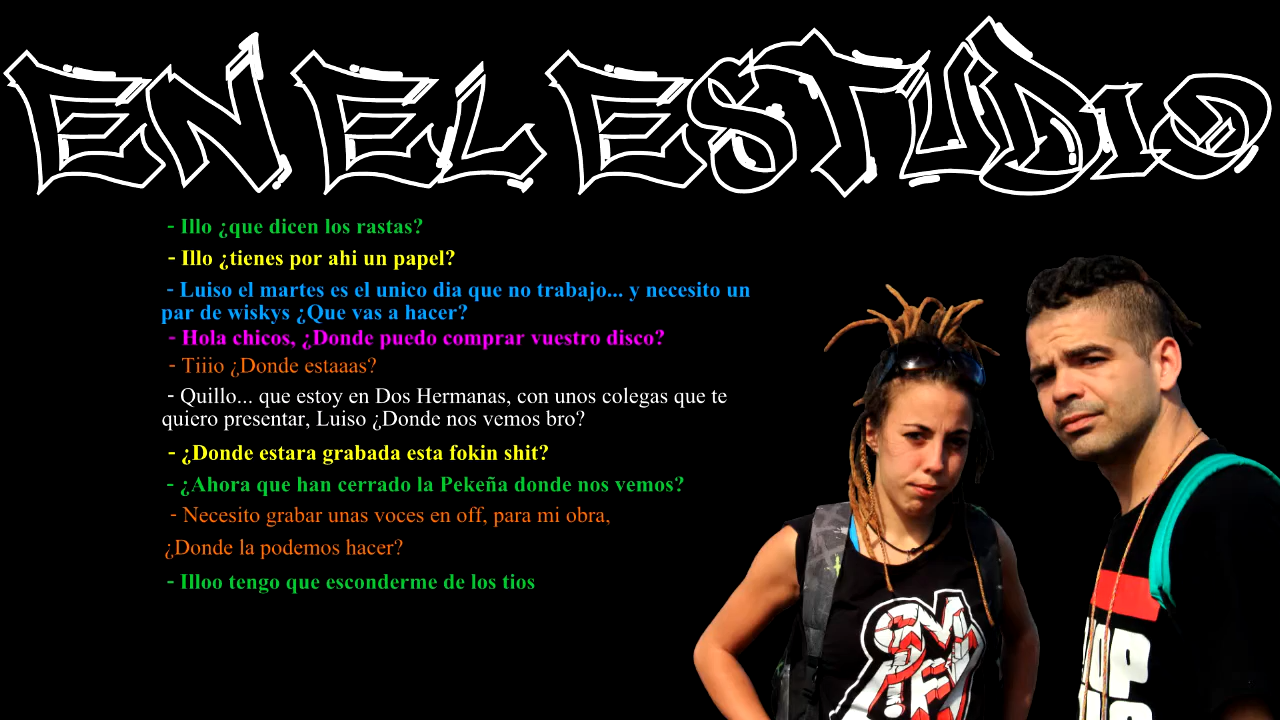 EN EL ESTUDIO
- Illo ¿que dicen los rastas?
- Illo ¿tienes por ahi un papel?
- Luiso el martes es el unico dia que no trabajo... y necesito un
par de wiskys ¿Que vas a hacer?
- Hola chicos, ¿Donde puedo comprar vuestro disco?
- Tiiio ¿Donde estaaas?
- Quillo... que estoy en Dos Hermanas, con unos colegas que te
quiero presentar, Luiso ¿Donde nos vemos bro?
- ¿Donde estara grabada esta fokin shit?
- ¿Ahora que han cerrado la Pekeña donde nos vemos?
- Necesito grabar unas voces en off, para mi obra,
¿Donde la podemos hacer?
- Illoo tengo que esconderme de los tios